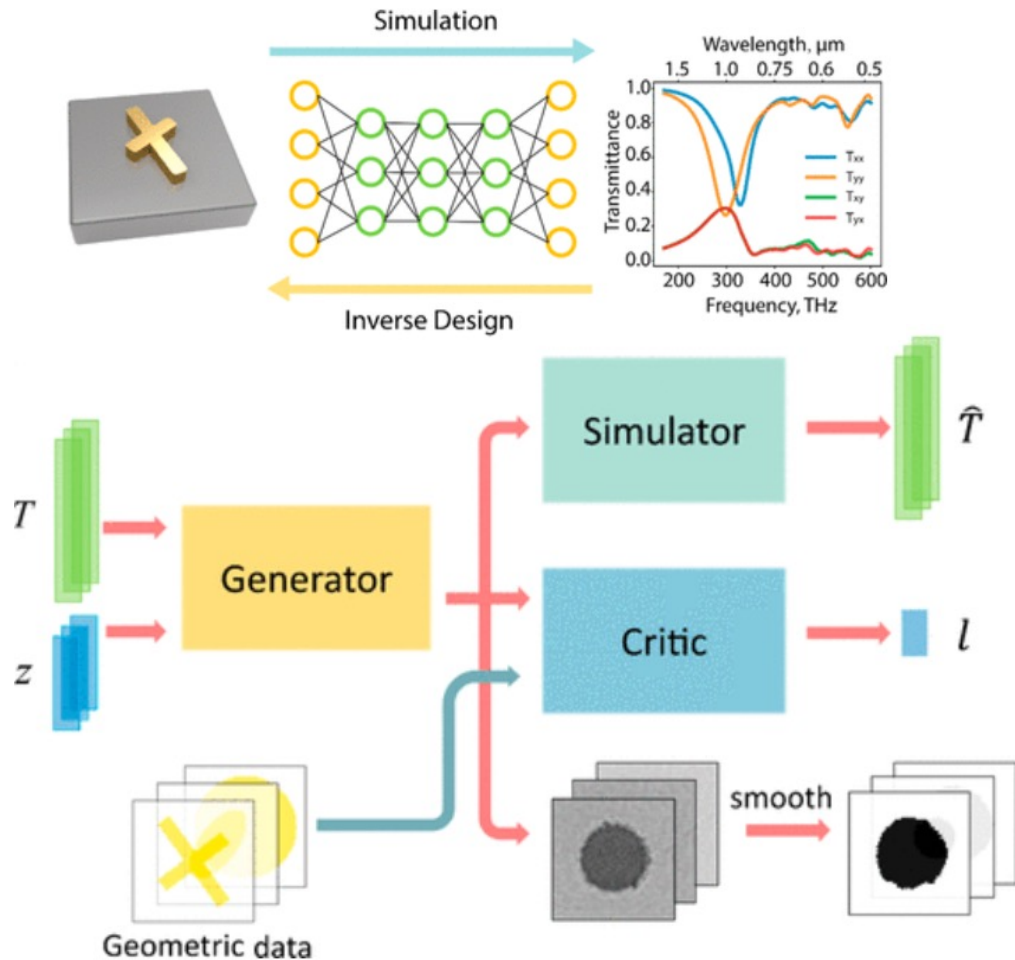 Simulation
Inverse Design
Wavelength, µm
1.5 1.0 0.75 0.6 0.5
Transmittance
1.0
0.8
0.6
0.4
0.2
0.0
Txx
Tyy
Txy
Tyx
200 300 400 500 600
Frequency, THz
T
z
Generator
Simulator
T̂
Critic
l
Geometric data
smooth